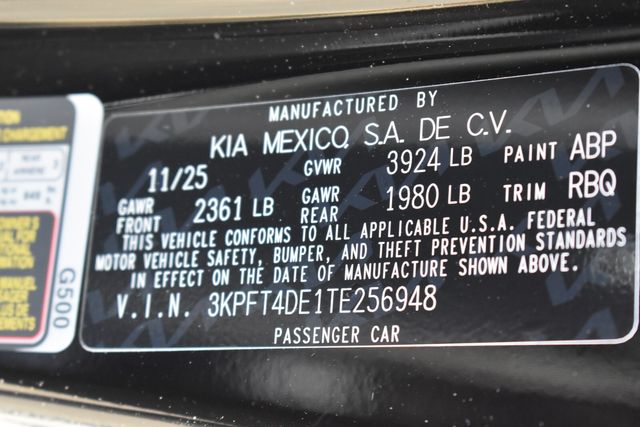 MANUFACTURED BY
KIA MEXICO, S.A. DE C.V.
11/25 GVWR 3924 LB PAINT ABP
GAWR FRONT 2361 LB GAWR REAR 1980 LB TRIM RBQ
THIS VEHICLE CONFORMS TO ALL APPLICABLE U.S.A. FEDERAL
MOTOR VEHICLE SAFETY, BUMPER, AND THEFT PREVENTION STANDARDS
IN EFFECT ON THE DATE OF MANUFACTURE SHOWN ABOVE.
V.I.N. 3KPFT4DE1TE256948
PASSENGER CAR
G500
REAR